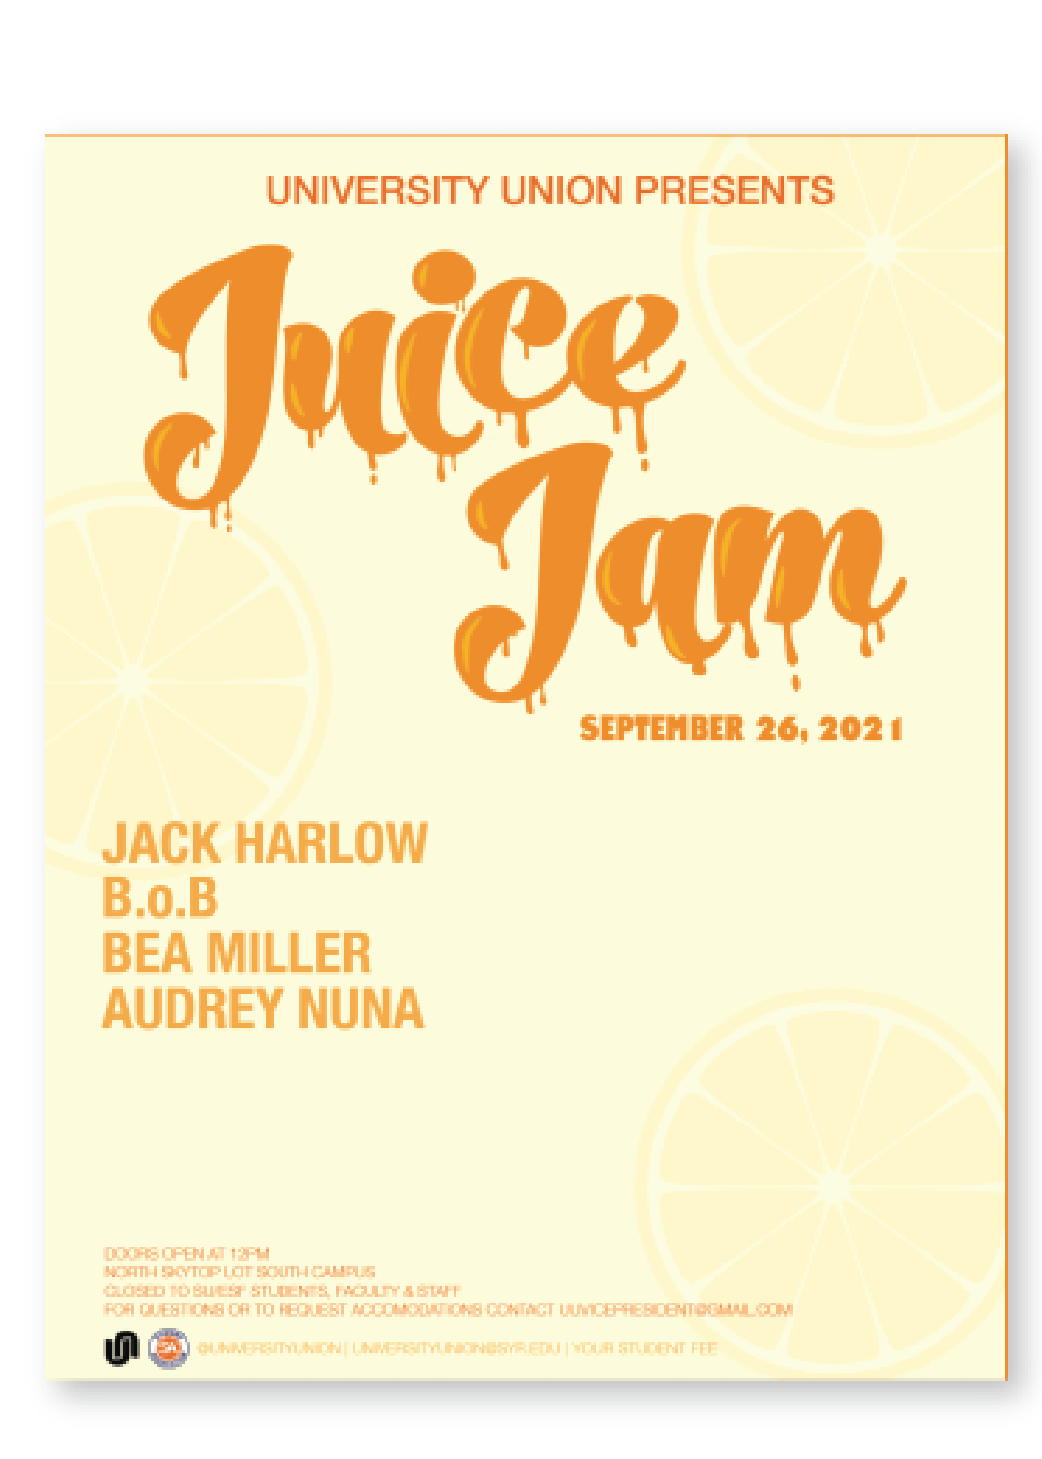 UNIVERSITY UNION PRESENTS
Juice
Jam
SEPTEMBER 26, 2021
JACK HARLOW
B.o.B
BEA MILLER
AUDREY NUNA
DOORS OPEN AT 12PM
NORTH SKYTOP LOT SOUTH CAMPUS
CLOSED TO SU/ESF STUDENTS, FACULTY & STAFF
FOR QUESTIONS OR TO REQUEST ACCOMODATIONS CONTACT UUVICEPRESIDENT@GMAIL.COM
@UNIVERSITYUNION | UNIVERSITYUNION@SYR.EDU | YOUR STUDENT FEE